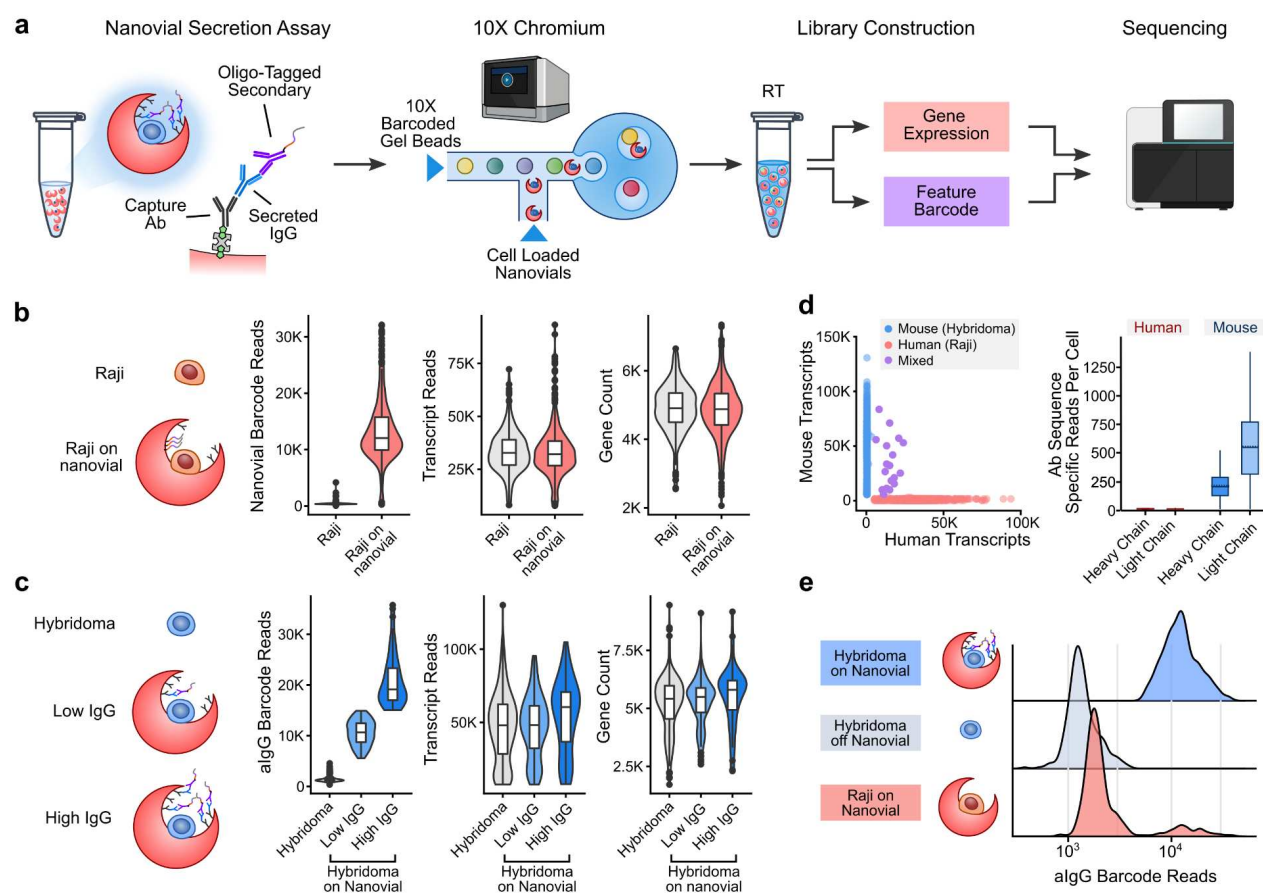 a
Nanovial Secretion Assay
10X Chromium
Library Construction
Sequencing
Oligo-Tagged
Secondary
Capture
Ab
Secreted
IgG
10X
Barcoded
Gel Beads
Cell Loaded
Nanovials
RT
Gene
Expression
Feature
Barcode
b
Raji
Raji on
nanovial
Nanovial Barcode Reads
30K
20K
10K
0
Raji
Raji on
nanovial
Transcript Reads
75K
50K
25K
Raji
Raji on
nanovial
Gene Count
6K
4K
2K
Raji
Raji on
nanovial
c
Hybridoma
Low IgG
High IgG
aIgG Barcode Reads
30K
20K
10K
0
Hybridoma
Low IgG
High IgG
Hybridoma
on Nanovial
Transcript Reads
100K
50K
0
Hybridoma
Low IgG
High IgG
Hybridoma
on Nanovial
Gene Count
7.5K
5K
2.5K
Hybridoma
Low IgG
High IgG
Hybridoma
on nanovial
d
Mouse Transcripts
150K
100K
50K
0
0
50K
100K
Human Transcripts
Mouse (Hybridoma)
Human (Raji)
Mixed
Ab Sequence
Specific Reads Per Cell
Human
Mouse
1250
1000
750
500
250
0
Heavy Chain
Light Chain
Heavy Chain
Light Chain
e
Hybridoma
on Nanovial
Hybridoma
off Nanovial
Raji on
Nanovial
10³
10⁴
aIgG Barcode Reads